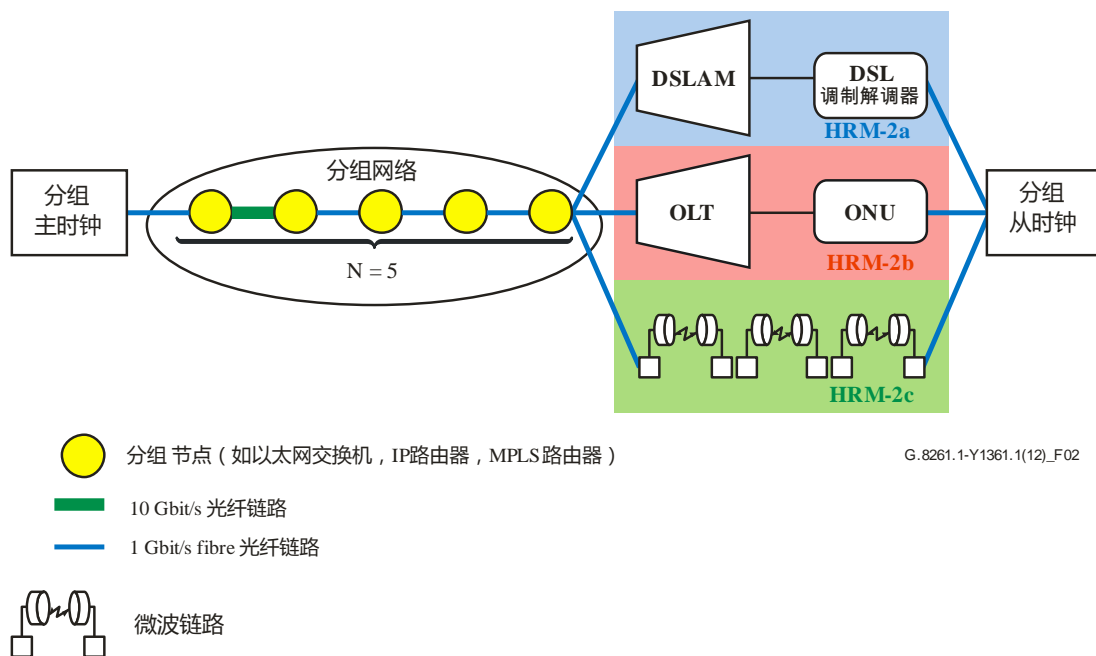 DSLAM
DSL
调制解调器
HRM-2a
分组
主时钟
分组网络
N = 5
OLT
ONU
HRM-2b
分组
从时钟
HRM-2c
分组 节点（如以太网交换机，IP路由器，MPLS路由器）
G.8261.1-Y1361.1(12)_F02
10 Gbit/s 光纤链路
1 Gbit/s fibre 光纤链路
微波链路